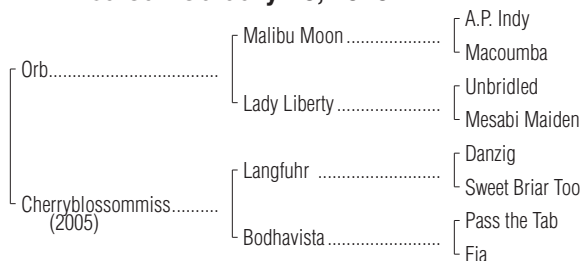 A.P. Indy
Malibu Moon
Macoumba
Orb
Unbridled
Lady Liberty
Mesabi Maiden
Danzig
Langfuhr
Sweet Briar Too
Cherryblossommiss
(2005)
Pass the Tab
Bodhavista
Fia